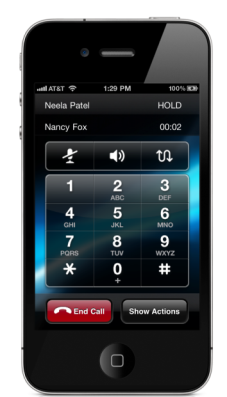 AT&T 1:29 PM 100%
Neela Patel HOLD
Nancy Fox 00:02
1 2 3
ABC DEF
4 5 6
GHI JKL MNO
7 8 9
PQRS TUV WXYZ
* 0 #
+
End Call Show Actions